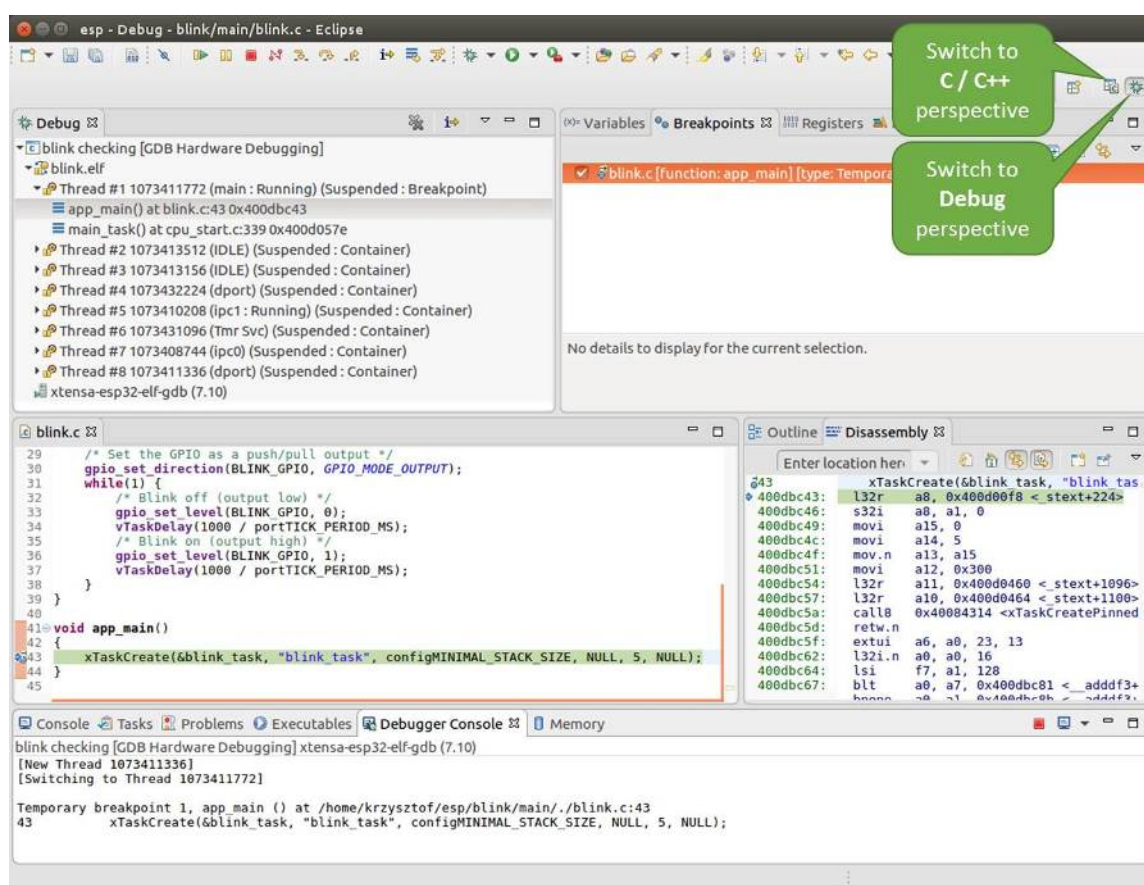 esp - Debug - blink/main/blink.c - Eclipse
Switch to
C / C++
perspective
Debug
Variables
Breakpoints
Registers
blink checking [GDB Hardware Debugging]
blink.elf
Thread #1 1073411772 (main : Running) (Suspended : Breakpoint)
app_main() at blink.c:43 0x400dbc43
main_task() at cpu_start.c:339 0x400d057e
Thread #2 1073413512 (IDLE) (Suspended : Container)
Thread #3 1073413156 (IDLE) (Suspended : Container)
Thread #4 1073432224 (dport) (Suspended : Container)
Thread #5 1073410208 (ipc1 : Running) (Suspended : Container)
Thread #6 1073431096 (Tmr Svc) (Suspended : Container)
Thread #7 1073408744 (ipc0) (Suspended : Container)
Thread #8 1073411336 (dport) (Suspended : Container)
xtensa-esp32-elf-gdb (7.10)
blink.c [function: app_main] [type: Tempora
Switch to
Debug
perspective
No details to display for the current selection.
blink.c
29 /* Set the GPIO as a push/pull output */
30 gpio_set_direction(BLINK_GPIO, GPIO_MODE_OUTPUT);
31 while(1) {
32 /* Blink off (output low) */
33 gpio_set_level(BLINK_GPIO, 0);
34 vTaskDelay(1000 / portTICK_PERIOD_MS);
35 /* Blink on (output high) */
36 gpio_set_level(BLINK_GPIO, 1);
37 vTaskDelay(1000 / portTICK_PERIOD_MS);
38 }
39 }
40
41 void app_main()
42 {
43 xTaskCreate(&blink_task, "blink_task", configMINIMAL_STACK_SIZE, NULL, 5, NULL);
44 }
45
Outline
Disassembly
Enter location her
43 xTaskCreate(&blink_task, "blink_tas
400dbc43: l32r a8, 0x400d00f8 <_stext+224>
400dbc46: s32i a8, a1, 0
400dbc49: movi a15, 0
400dbc4c: movi a14, 5
400dbc4f: mov.n a13, a15
400dbc51: movi a12, 0x300
400dbc54: l32r a11, 0x400d0460 <_stext+1096>
400dbc57: l32r a10, 0x400d0464 <_stext+1100>
400dbc5a: call8 0x40084314 <xTaskCreatePinned
400dbc5d: retw.n
400dbc5f: extui a6, a0, 23, 13
400dbc62: l32i.n a0, a0, 16
400dbc64: lsi f7, a1, 128
400dbc67: blt a0, a7, 0x400dbc81 <__adddf3+
Console
Tasks
Problems
Executables
Debugger Console
Memory
blink checking [GDB Hardware Debugging] xtensa-esp32-elf-gdb (7.10)
[New Thread 1073411336]
[Switching to Thread 1073411772]
Temporary breakpoint 1, app_main () at /home/krzysztof/esp/blink/main/./blink.c:43
43 xTaskCreate(&blink_task, "blink_task", configMINIMAL_STACK_SIZE, NULL, 5, NULL);